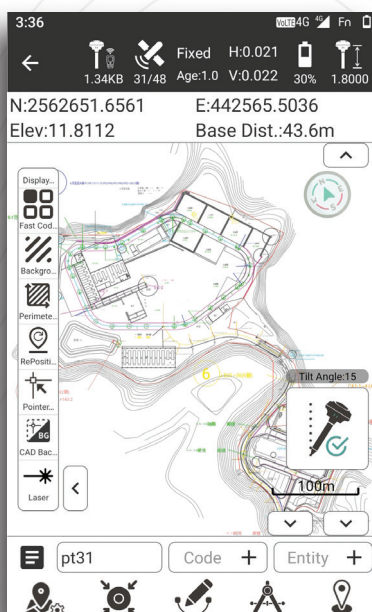 3:36
VoLTE 4G 4G Fn
Fixed H:0.021
1.34KB 31/48 Age:1.0 V:0.022 30% 1.8000
N:2562651.6561 E:442565.5036
Elev:11.8112 Base Dist.:43.6m
Display...
Fast Cod...
Backgro...
Perimete...
RePositi...
Pointer...
BG
CAD Bac...
Laser
6
Tilt Angle:15
100m
pt31 Code + Entity +